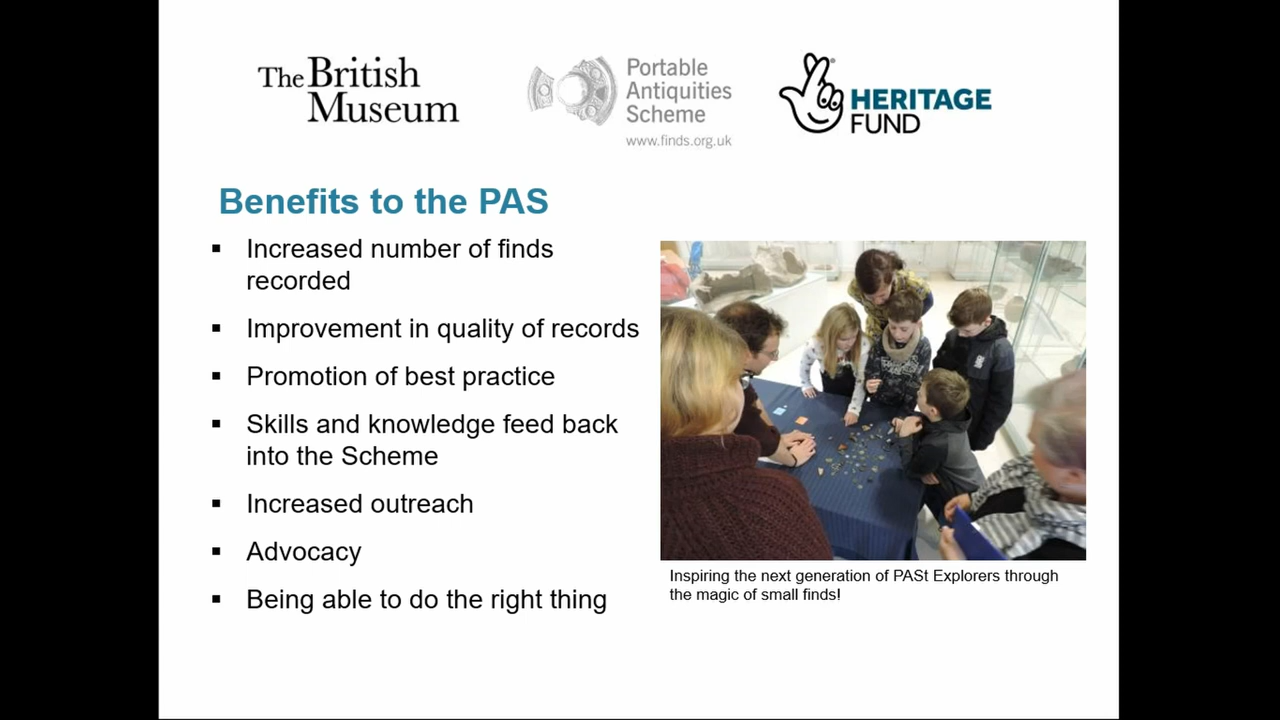 The British
Museum
Portable
Antiquities
Scheme
www.finds.org.uk
HERITAGE
FUND
Benefits to the PAS
▪ Increased number of finds
recorded
▪ Improvement in quality of records
▪ Promotion of best practice
▪ Skills and knowledge feed back
into the Scheme
▪ Increased outreach
▪ Advocacy
▪ Being able to do the right thing
Inspiring the next generation of PASt Explorers through
the magic of small finds!